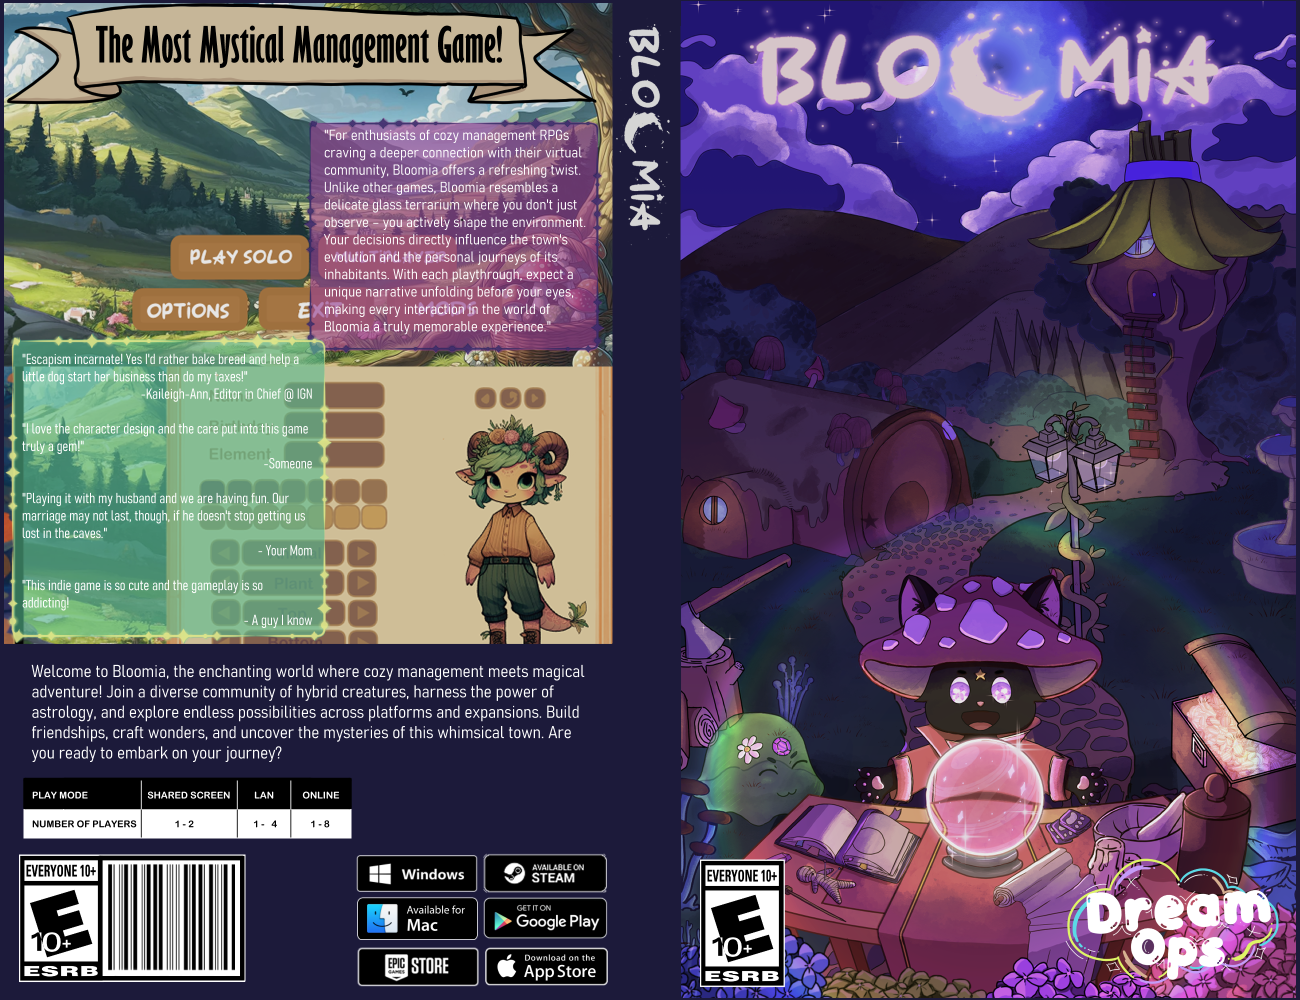 The Most Mystical Management Game!
"For enthusiasts of cozy management RPGs
craving a deeper connection with their virtual
community, Bloomia offers a refreshing twist.
Unlike other games, Bloomia resembles a
delicate glass terrarium where you don't just
observe – you actively shape the environment.
Your decisions directly influence the town's
evolution and the personal journeys of its
inhabitants. With each playthrough, expect a
unique narrative unfolding before your eyes,
making every interaction in the world of
Bloomia a truly memorable experience."
PLAY SOLO
OPTIONS
EXIT
"Escapism incarnate! Yes I'd rather bake bread and help a
little dog start her business than do my taxes!"
-Kaileigh-Ann, Editor in Chief @ IGN
"I love the character design and the care put into this game
truly a gem!"
-Someone
"Playing it with my husband and we are having fun. Our
marriage may not last, though, if he doesn't stop getting us
lost in the caves."
- Your Mom
"This indie game is so cute and the gameplay is so
addicting!
- A guy I know
Element
Plant
Bottom
Welcome to Bloomia, the enchanting world where cozy management meets magical
adventure! Join a diverse community of hybrid creatures, harness the power of
astrology, and explore endless possibilities across platforms and expansions. Build
friendships, craft wonders, and uncover the mysteries of this whimsical town. Are
you ready to embark on your journey?
PLAY MODE SHARED SCREEN LAN ONLINE
NUMBER OF PLAYERS 1 - 2 1 - 4 1 - 8
EVERYONE 10+
E
10+
ESRB
Windows
AVAILABLE ON
STEAM
Available for
Mac
GET IT ON
Google Play
EPIC
GAMES
STORE
Download on the
App Store
BLOOMIA
BLOOMIA
EVERYONE 10+
E
10+
ESRB
Dream
Ops